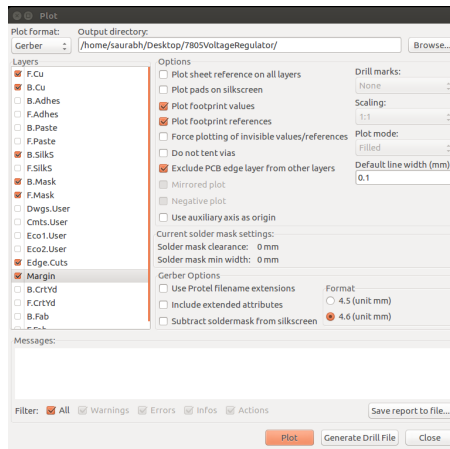 Plot
Plot format: Output directory:
Gerber /home/saurabh/Desktop/7805VoltageRegulator/ Browse...
Layers
F.Cu
B.Cu
B.Adhes
F.Adhes
B.Paste
F.Paste
B.SilkS
F.SilkS
B.Mask
F.Mask
Dwgs.User
Cmts.User
Eco1.User
Eco2.User
Edge.Cuts
Margin
B.CrtYd
F.CrtYd
B.Fab
F.Fab
Options
Plot sheet reference on all layers
Plot pads on silkscreen
Plot footprint values
Plot footprint references
Force plotting of invisible values/references
Do not tent vias
Exclude PCB edge layer from other layers
Mirrored plot
Negative plot
Use auxiliary axis as origin
Drill marks:
None
Scaling:
1:1
Plot mode:
Filled
Default line width (mm)
0.1
Current solder mask settings:
Solder mask clearance: 0 mm
Solder mask min width: 0 mm
Gerber Options
Use Protel filename extensions
Include extended attributes
Subtract soldermask from silkscreen
Format
4.5 (unit mm)
4.6 (unit mm)
Messages:
Filter: All Warnings Errors Infos Actions Save report to file...
Plot Generate Drill File Close